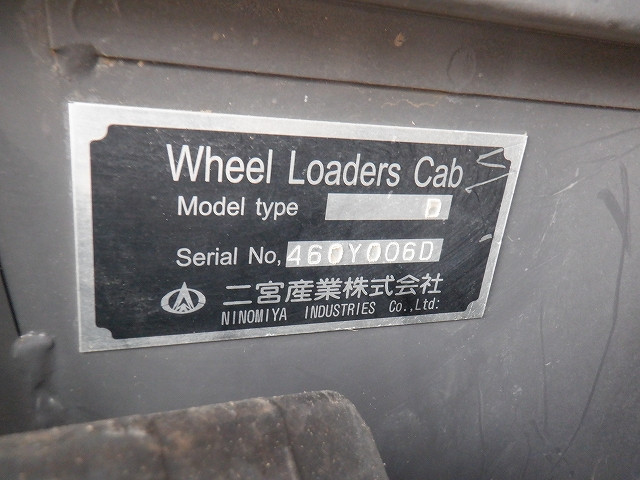 Wheel Loaders Cab
Model type D
Serial No, 460Y006D
二宮産業株式会社
NINOMIYA INDUSTRIES Co.,Ltd.